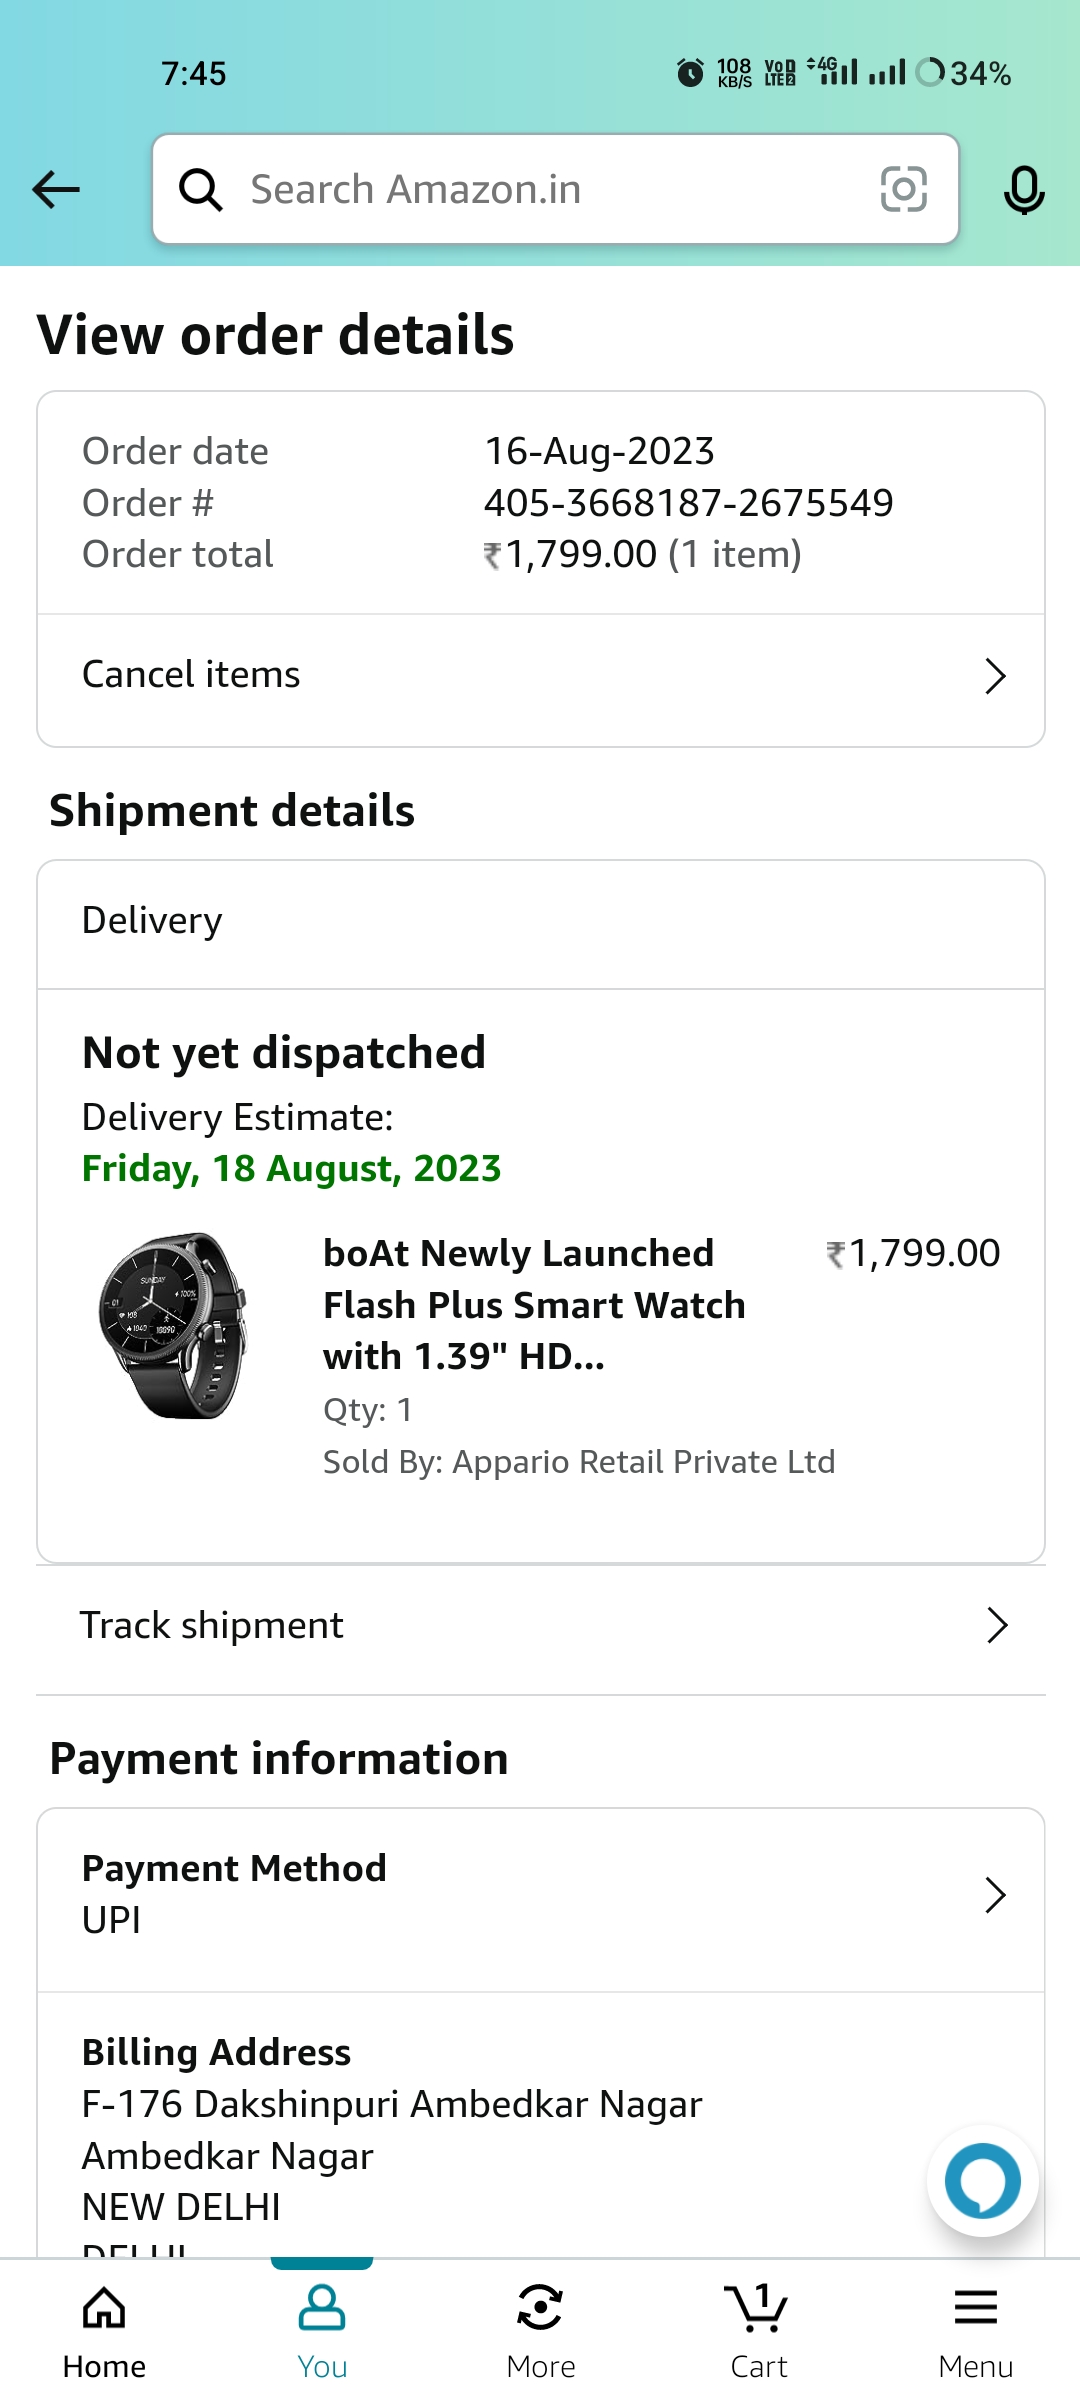 7:45
108 KB/S VoD LTE2 4G 34%
Search Amazon.in
View order details
Order date 16-Aug-2023
Order # 405-3668187-2675549
Order total ₹1,799.00 (1 item)
Cancel items
Shipment details
Delivery
Not yet dispatched
Delivery Estimate:
Friday, 18 August, 2023
boAt Newly Launched ₹1,799.00
Flash Plus Smart Watch
with 1.39" HD...
Qty: 1
Sold By: Appario Retail Private Ltd
SUNDAY
100%
Track shipment
Payment information
Payment Method
UPI
Billing Address
F-176 Dakshinpuri Ambedkar Nagar
Ambedkar Nagar
NEW DELHI
DELHI
1
Home You More Cart Menu